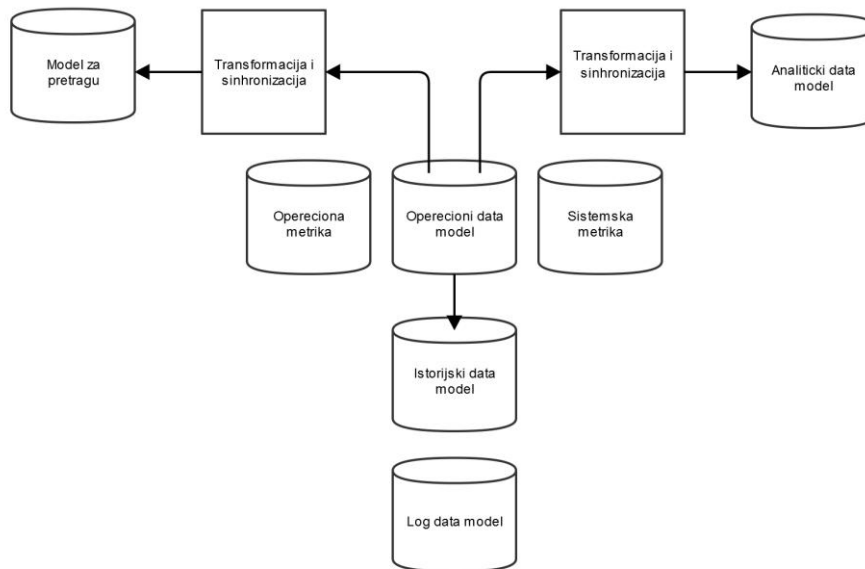 Model za
pretragu
Transformacija i
sinhronizacija
Transformacija i
sinhronizacija
Analiticki data
model
Opereciona
metrika
Operecioni data
model
Sistemska
metrika
Istorijski data
model
Log data model